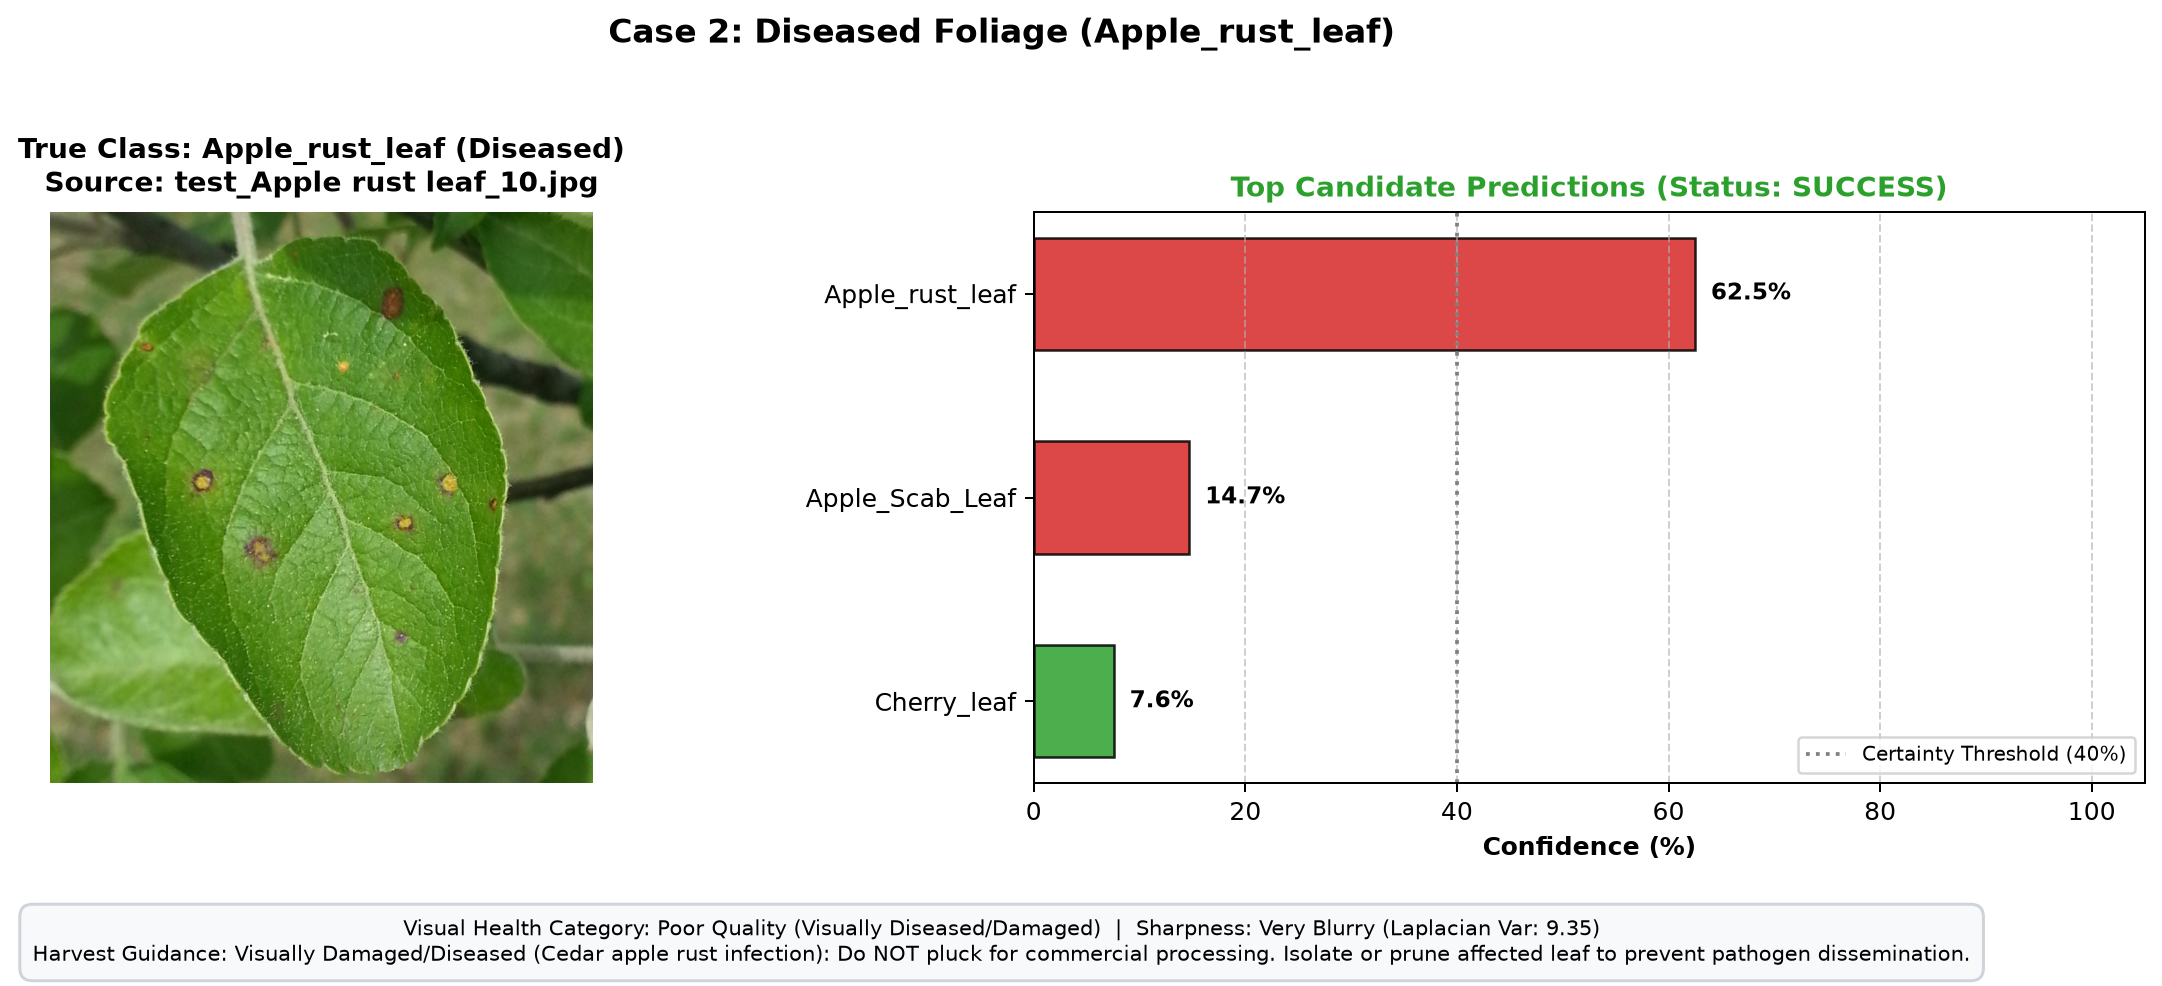 Case 2: Diseased Foliage (Apple_rust_leaf)
True Class: Apple_rust_leaf (Diseased)
Source: test_Apple rust leaf_10.jpg
Top Candidate Predictions (Status: SUCCESS)
Apple_rust_leaf
62.5%
Apple_Scab_Leaf
14.7%
Cherry_leaf
7.6%
Certainty Threshold (40%)
0 20 40 60 80 100
Confidence (%)
Visual Health Category: Poor Quality (Visually Diseased/Damaged) | Sharpness: Very Blurry (Laplacian Var: 9.35)
Harvest Guidance: Visually Damaged/Diseased (Cedar apple rust infection): Do NOT pluck for commercial processing. Isolate or prune affected leaf to prevent pathogen dissemination.